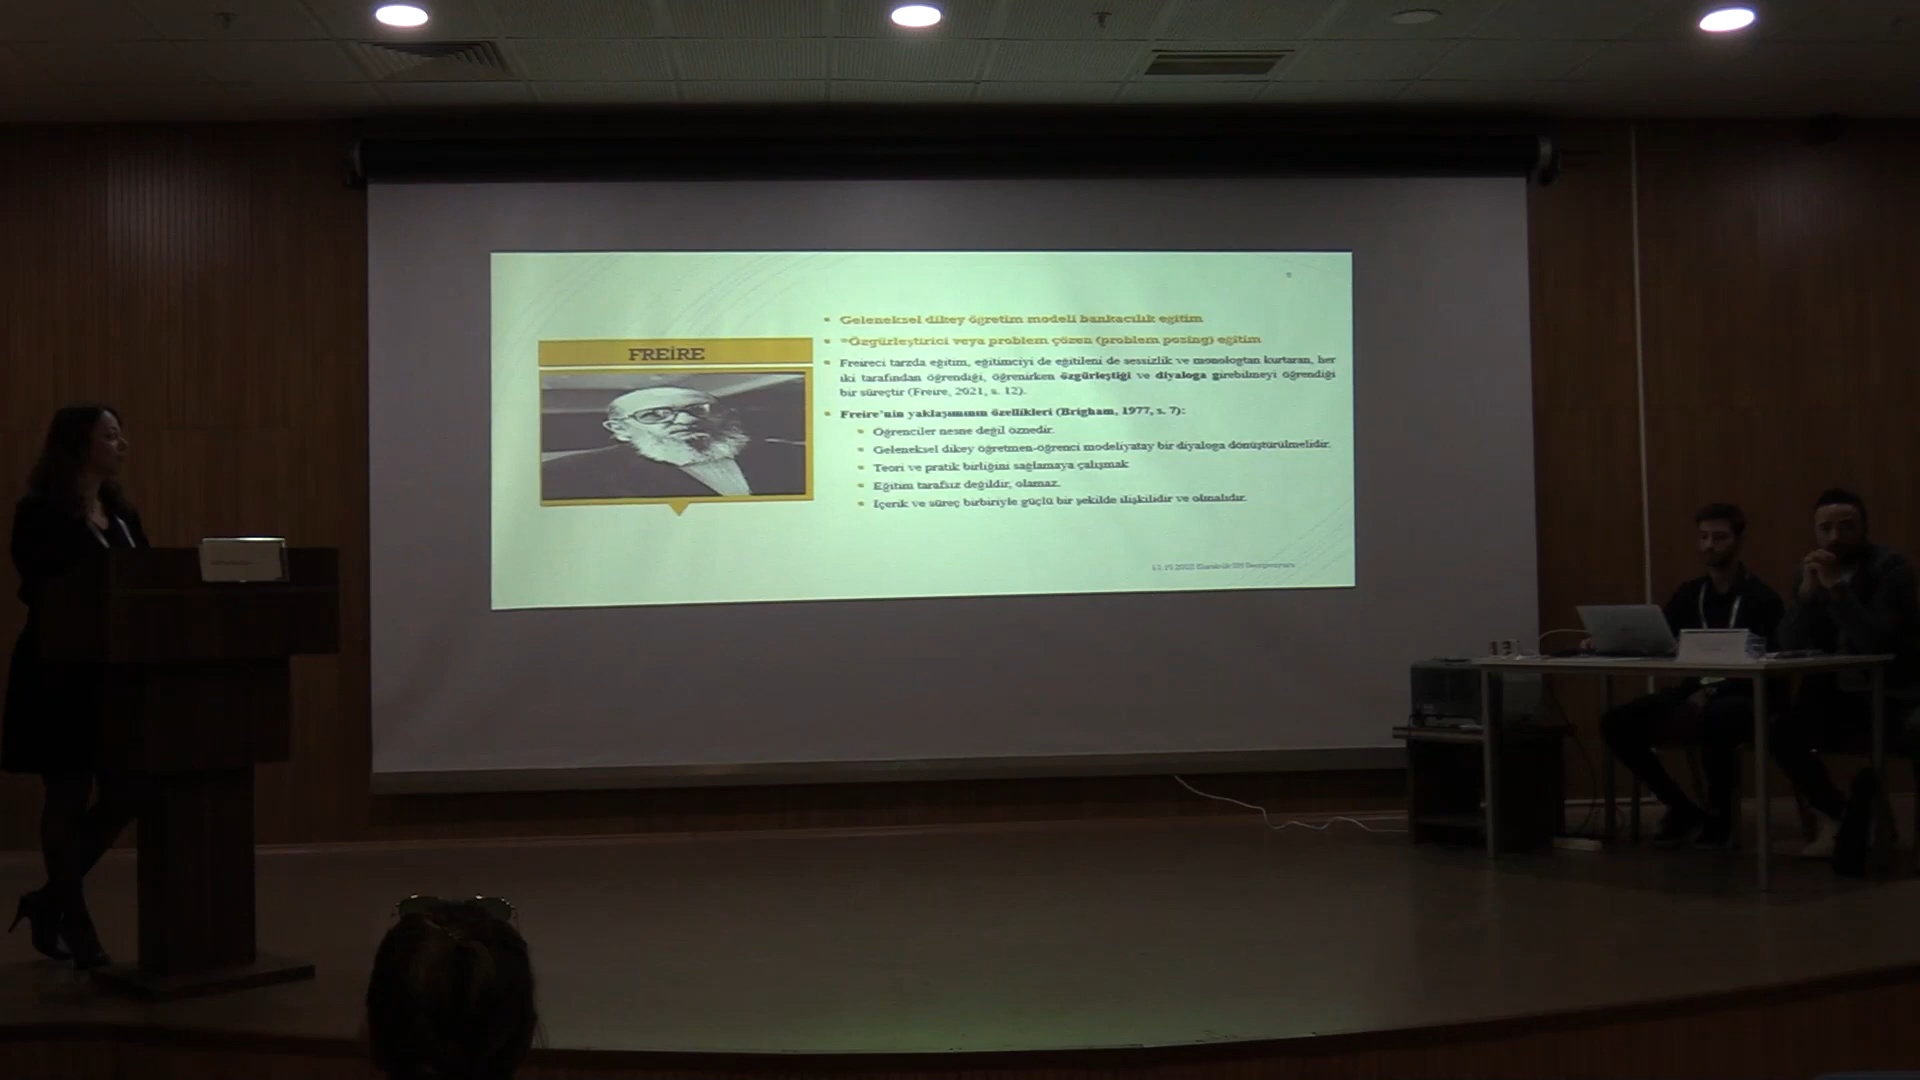 FREİRE
Geleneksel dikey öğretim modeli bankacılık eğitim
"Özgürleştirici veya problem çözen (problem posing) eğitim
Freireci tarzda eğitim, eğitimciyi de eğitileni de sessizlik ve monologtan kurtaran, her
iki tarafından öğrendiği, öğrenirken özgürleştiği ve diyaloga girebilmeyi öğrendiği
bir süreçtir (Freire, 2021, s. 12).
Freire'nin yaklaşımının özellikleri (Brigham, 1977, s. 7):
Öğrenciler nesne değil öznedir.
Geleneksel dikey öğretmen-öğrenci modeliyatay bir diyaloga dönüştürülmelidir.
Teori ve pratik birliğini sağlamaya çalışmak
Eğitim tarafsız değildir, olamaz.
İçerik ve süreç birbiriyle güçlü bir şekilde ilişkilidir ve olmalıdır.